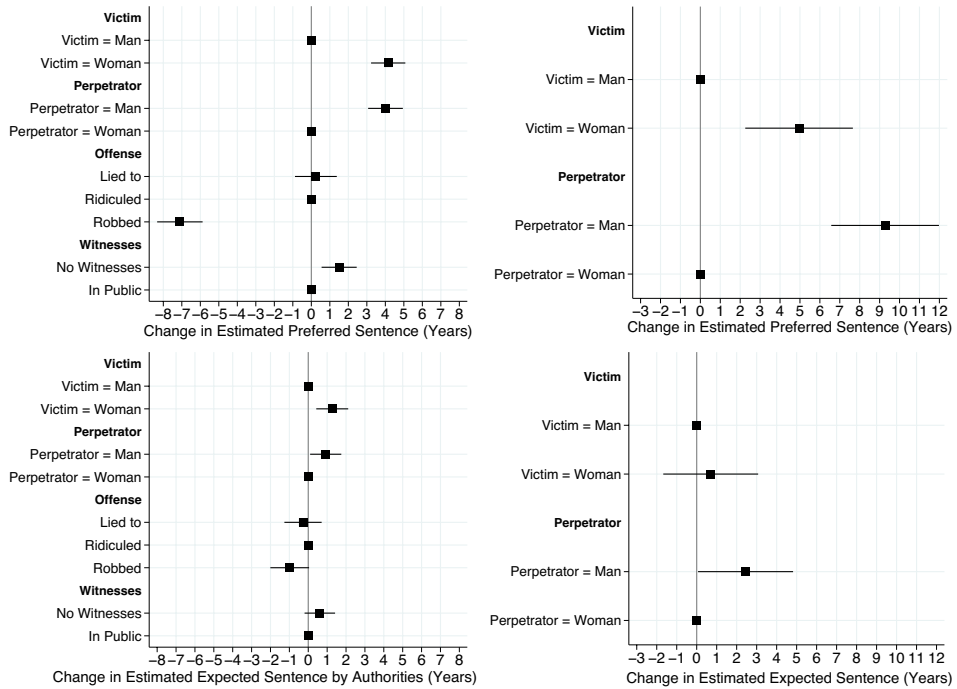 Victim
Victim = Man
Victim = Woman
Perpetrator
Perpetrator = Man
Perpetrator = Woman
Offense
Lied to
Ridiculed
Robbed
Witnesses
No Witnesses
In Public
−8 −7 −6 −5 −4 −3 −2 −1 0 1 2 3 4 5 6 7 8
Change in Estimated Preferred Sentence (Years)
Victim
Victim = Man
Victim = Woman
Perpetrator
Perpetrator = Man
Perpetrator = Woman
−3 −2 −1 0 1 2 3 4 5 6 7 8 9 10 11 12
Change in Estimated Preferred Sentence (Years)
Victim
Victim = Man
Victim = Woman
Perpetrator
Perpetrator = Man
Perpetrator = Woman
Offense
Lied to
Ridiculed
Robbed
Witnesses
No Witnesses
In Public
−8 −7 −6 −5 −4 −3 −2 −1 0 1 2 3 4 5 6 7 8
Change in Estimated Expected Sentence by Authorities (Years)
Victim
Victim = Man
Victim = Woman
Perpetrator
Perpetrator = Man
Perpetrator = Woman
−3 −2 −1 0 1 2 3 4 5 6 7 8 9 10 11 12
Change in Estimated Expected Sentence (Years)